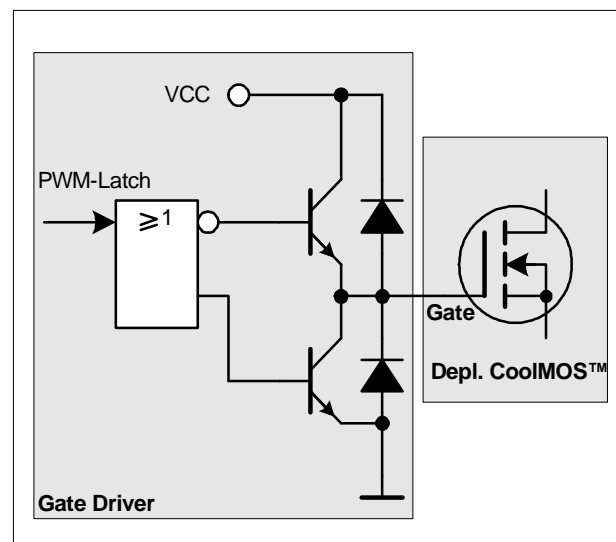 VCC
PWM-Latch
≥1
Gate
Depl. CoolMOS™
Gate Driver